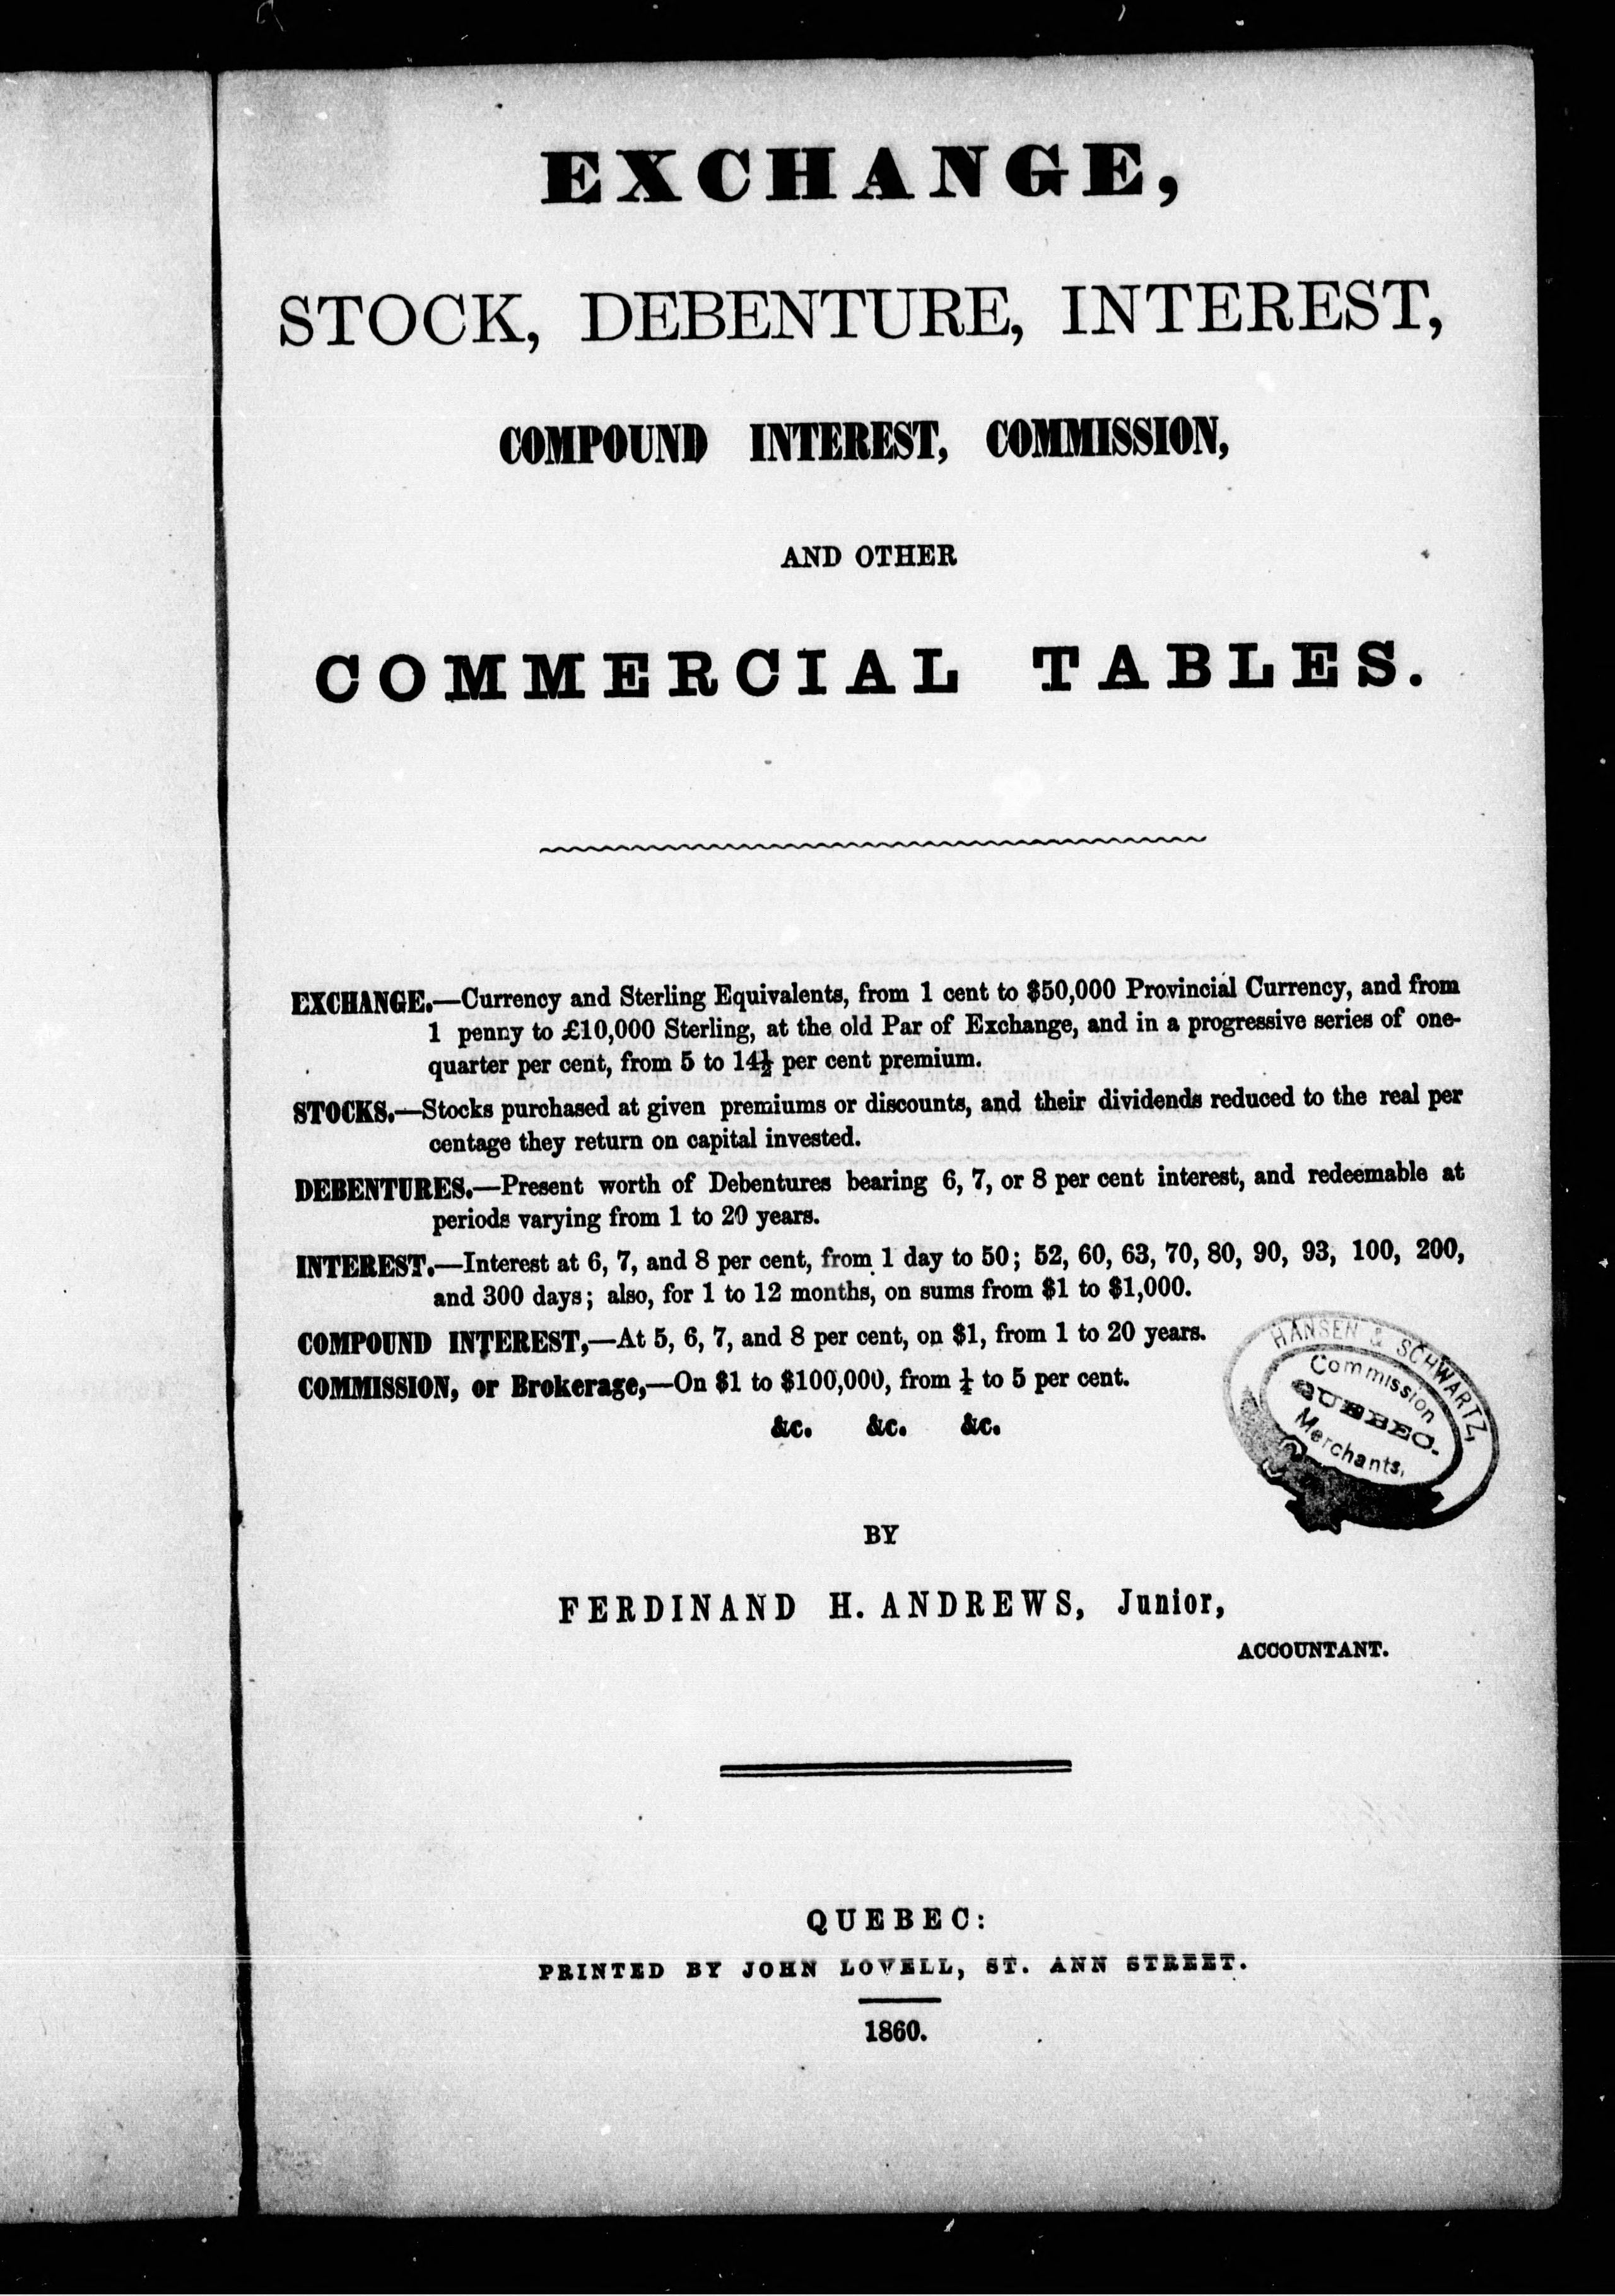 EXCHANGE,
STOCK, DEBENTURE, INTEREST,
COMPOUND INTEREST, COMMISSION,
AND OTHER
COMMERCIAL TABLES.
EXCHANGE.—Currency and Sterling Equivalents, from 1 cent to $50,000 Provincial Currency, and from
1 penny to £10,000 Sterling, at the old Par of Exchange, and in a progressive series of one-
quarter per cent, from 5 to 14½ per cent premium.
STOCKS.—Stocks purchased at given premiums or discounts, and their dividends reduced to the real per
centage they return on capital invested.
DEBENTURES.—Present worth of Debentures bearing 6, 7, or 8 per cent interest, and redeemable at
periods varying from 1 to 20 years.
INTEREST.—Interest at 6, 7, and 8 per cent, from 1 day to 50; 52, 60, 63, 70, 80, 90, 93, 100, 200,
and 300 days; also, for 1 to 12 months, on sums from $1 to $1,000.
COMPOUND INTEREST,—At 5, 6, 7, and 8 per cent, on $1, from 1 to 20 years.
COMMISSION, or Brokerage,—On $1 to $100,000, from to 5 per cent.
&c. &c. &c.
HANSEN & SCHWARTZ,
Commission
QUEBEC.
Merchants,
BY
FERDINAND H. ANDREWS, Junior,
ACCOUNTANT.
QUEBEC:
PRINTED BY JOHN LOVELL, ST. ANN STREET.
1860.